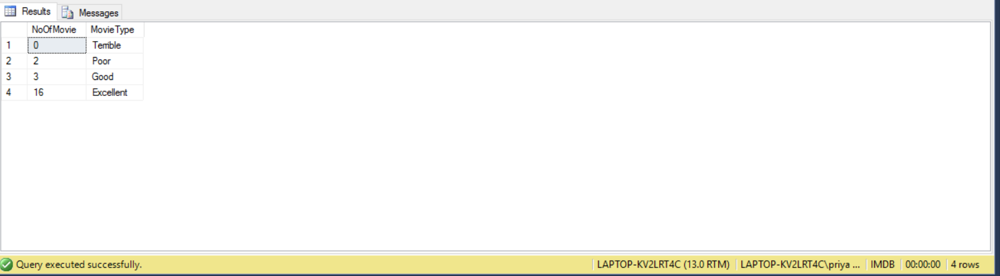 Results Messages
NoOfMovie MovieType
1 0 Terrible
2 2 Poor
3 3 Good
4 16 Excellent
Query executed successfully. LAPTOP-KV2LRT4C (13.0 RTM) LAPTOP-KV2LRT4C\priya ... IMDB 00:00:00 4 rows